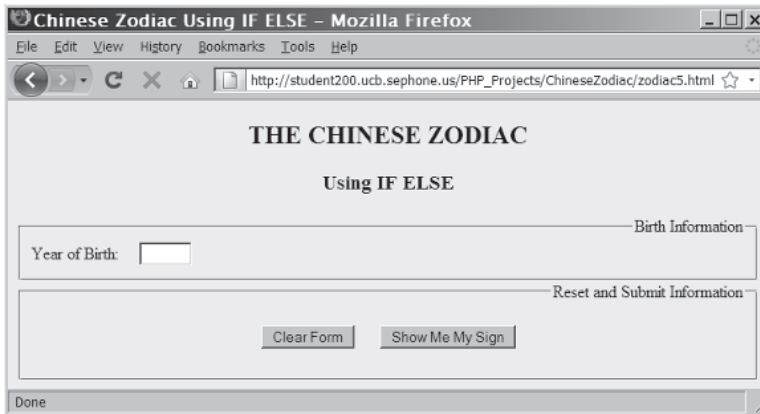 Chinese Zodiac Using IF ELSE – Mozilla Firefox
File Edit View History Bookmarks Tools Help
http://student200.ucb.sephone.us/PHP_Projects/ChineseZodiac/zodiac5.html
THE CHINESE ZODIAC
Using IF ELSE
Birth Information
Year of Birth:
Reset and Submit Information
Clear Form Show Me My Sign
Done